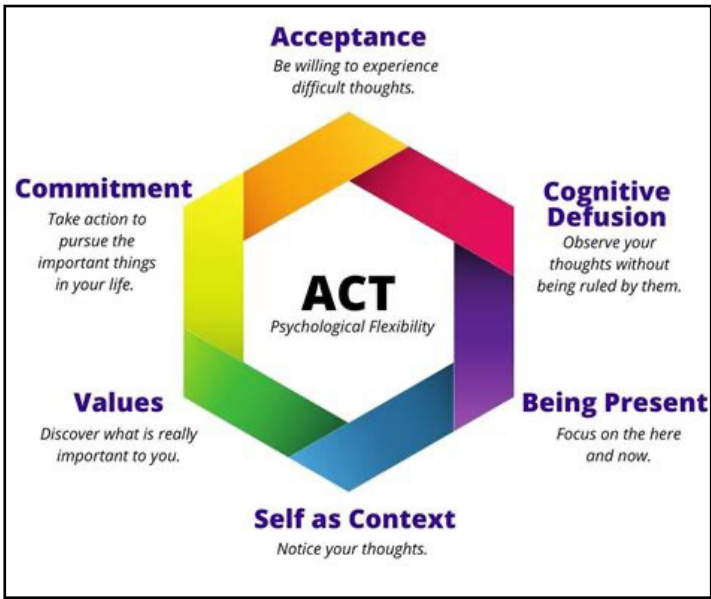 Acceptance
Be willing to experience
difficult thoughts.
Commitment
Take action to
pursue the
important things
in your life.
Cognitive
Defusion
Observe your
thoughts without
being ruled by them.
ACT
Psychological Flexibility
Values
Discover what is really
important to you.
Being Present
Focus on the here
and now.
Self as Context
Notice your thoughts.